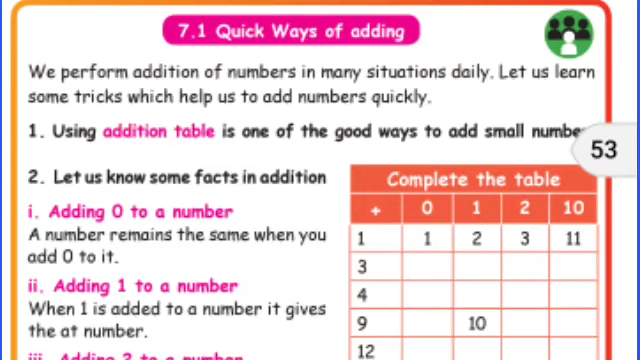 7.1 Quick Ways of adding
We perform addition of numbers in many situations daily. Let us learn
some tricks which help us to add numbers quickly.
1. Using addition table is one of the good ways to add small
53
2. Let us know some facts in addition
i. Adding 0 to a number
A number remains the same when you
add 0 to it.
ii. Adding 1 to a number
When 1 is added to a number it gives
the at number.
iii. Adding 2 to a number
Complete the table
+ 0 1 2 10
1 1 2 3 11
3
4
9 10
12